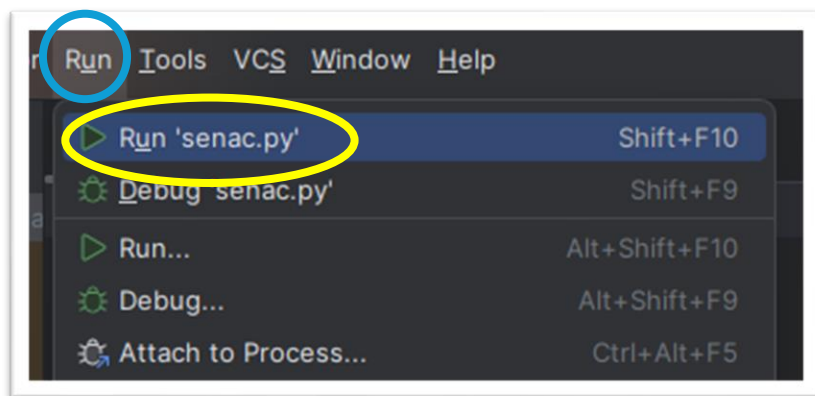 Run Tools VCS Window Help
Run 'senac.py' Shift+F10
Debug 'senac.py' Shift+F9
Run... Alt+Shift+F10
Debug... Alt+Shift+F9
Attach to Process... Ctrl+Alt+F5